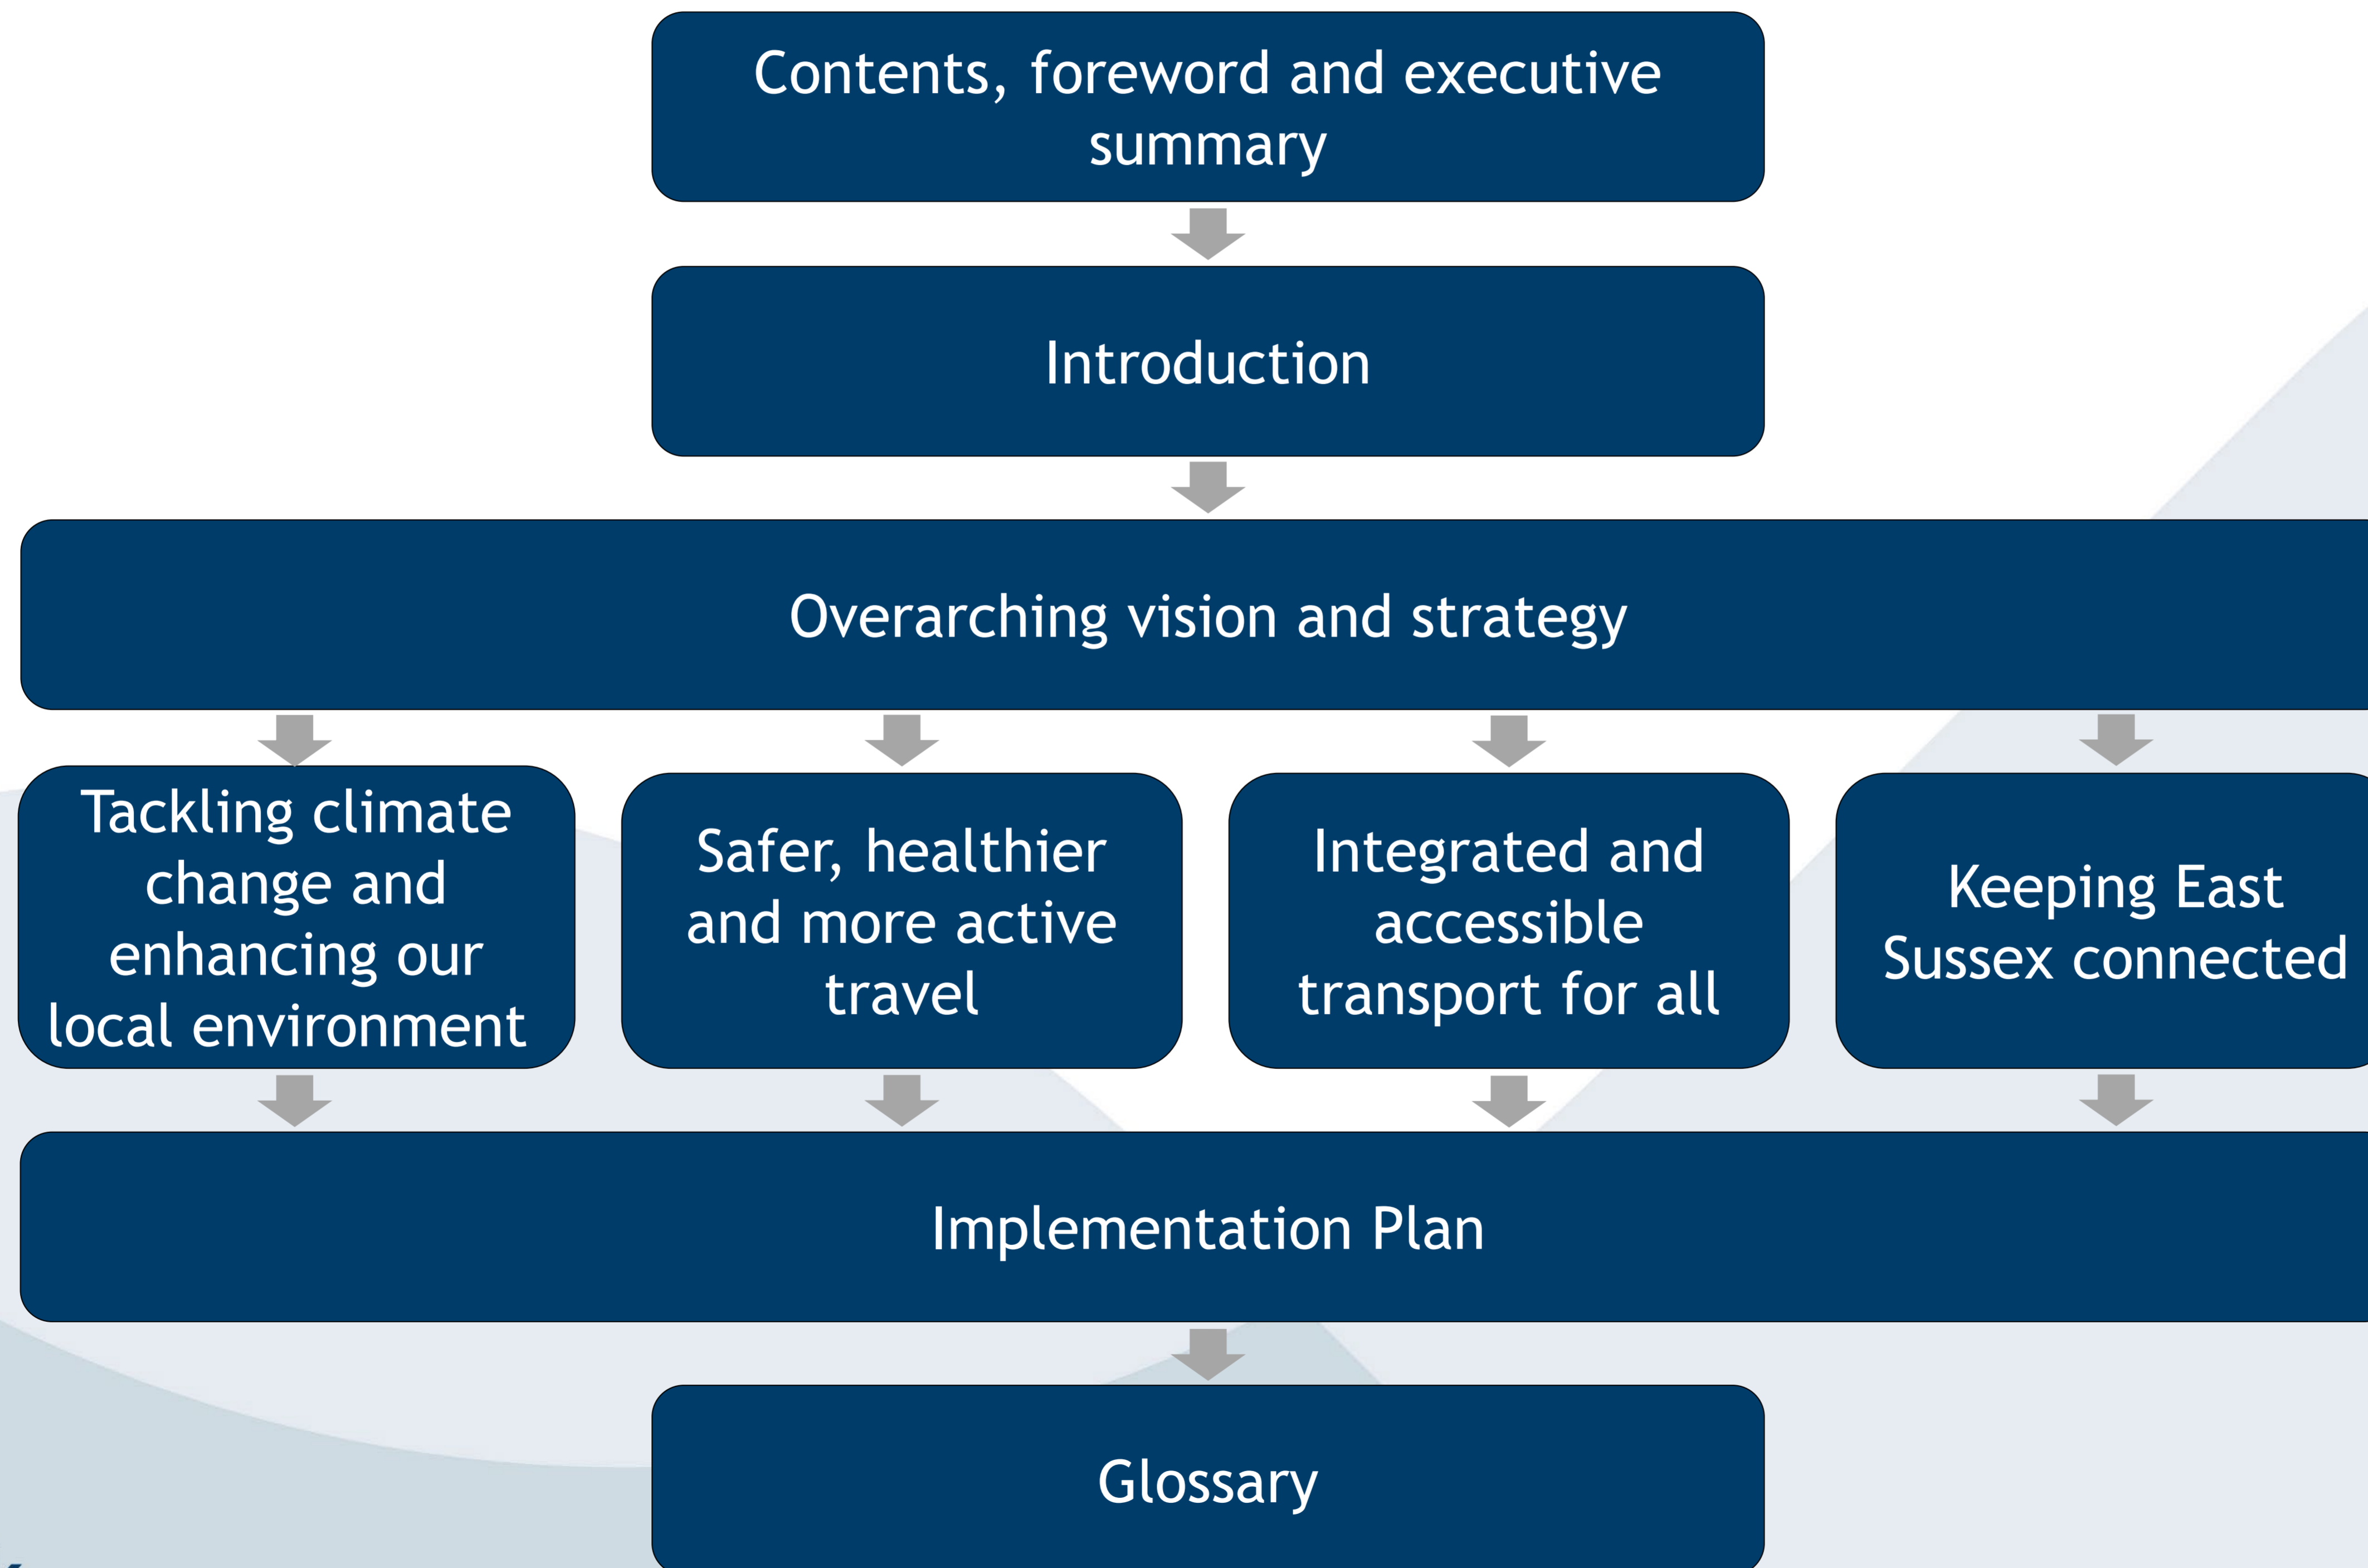 Contents, foreword and executive
summary
Introduction
Overarching vision and strategy
Tackling climate
change and
enhancing our
local environment
Safer, healthier
and more active
travel
Integrated and
accessible
transport for all
Keeping East
Sussex connected
Implementation Plan
Glossary